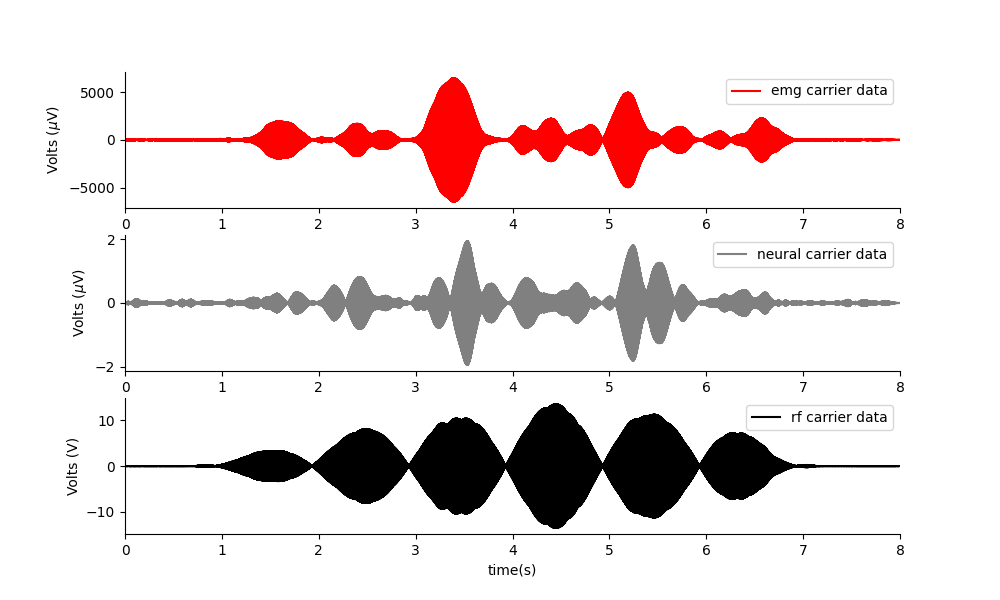 emg carrier data
Volts (μV)
5000
0
−5000
0 1 2 3 4 5 6 7 8
neural carrier data
Volts (μV)
2
0
−2
0 1 2 3 4 5 6 7 8
rf carrier data
Volts (V)
10
0
−10
0 1 2 3 4 5 6 7 8
time(s)